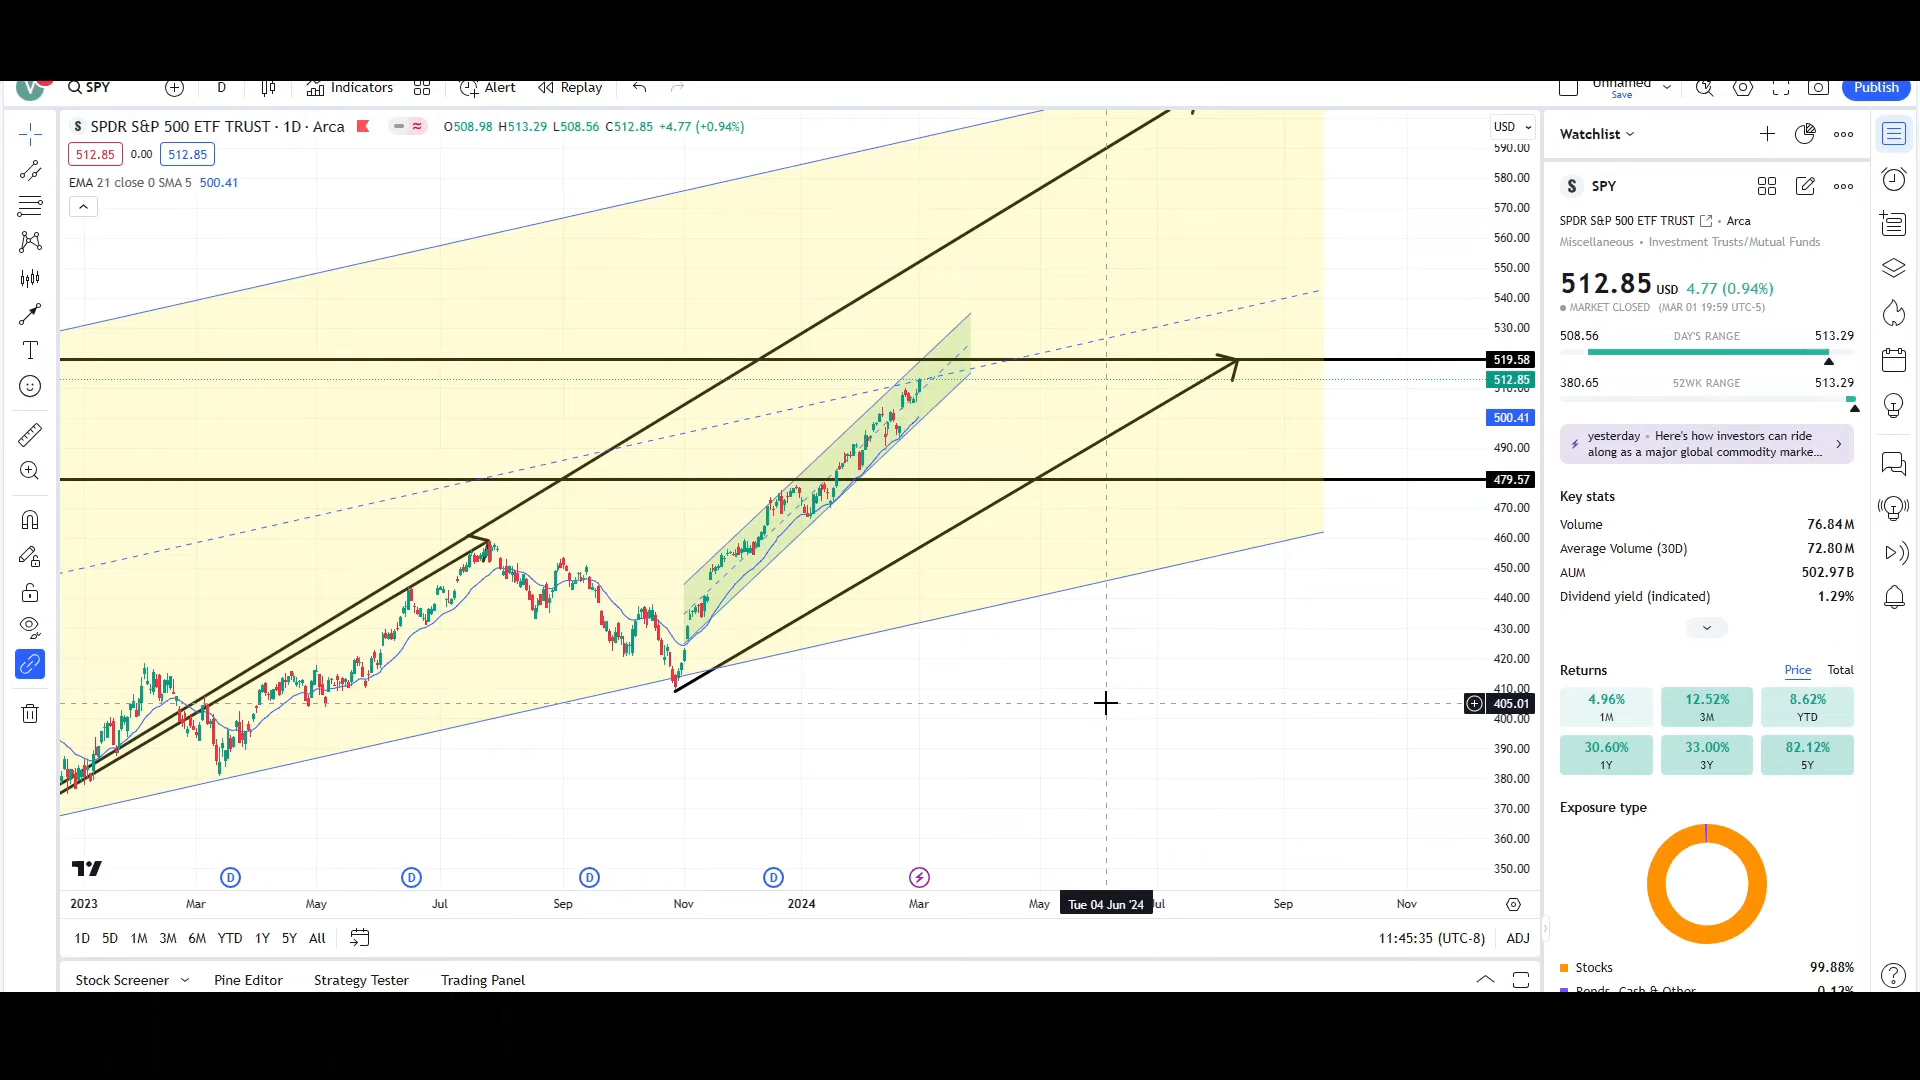 V SPY D Indicators Alert Replay Unnamed Save Publish
S SPDR S&P 500 ETF TRUST · 1D · Arca O508.98 H513.29 L508.56 C512.85 +4.77 (+0.94%)
512.85 0.00 512.85
EMA 21 close 0 SMA 5 500.41
USD
590.00
580.00
570.00
560.00
550.00
540.00
530.00
519.58
512.85
500.41
490.00
479.57
470.00
460.00
450.00
440.00
430.00
420.00
410.00
405.01
400.00
390.00
380.00
370.00
360.00
350.00
D D D D
2023 Mar May Jul Sep Nov 2024 Mar May Tue 04 Jun '24 Sep Nov
1D 5D 1M 3M 6M YTD 1Y 5Y All 11:45:35 (UTC-8) ADJ
Stock Screener Pine Editor Strategy Tester Trading Panel
Watchlist
S SPY
SPDR S&P 500 ETF TRUST • Arca
Miscellaneous • Investment Trusts/Mutual Funds
512.85 USD 4.77 (0.94%)
MARKET CLOSED (MAR 01 19:59 UTC-5)
508.56 DAY'S RANGE 513.29
380.65 52WK RANGE 513.29
yesterday • Here's how investors can ride
along as a major global commodity marke...
Key stats
Volume 76.84M
Average Volume (30D) 72.80M
AUM 502.97B
Dividend yield (indicated) 1.29%
Returns Price Total
4.96% 12.52% 8.62%
1M 3M YTD
30.60% 33.00% 82.12%
1Y 3Y 5Y
Exposure type
Stocks 99.88%
Bonds, Cash & Other 0.12%